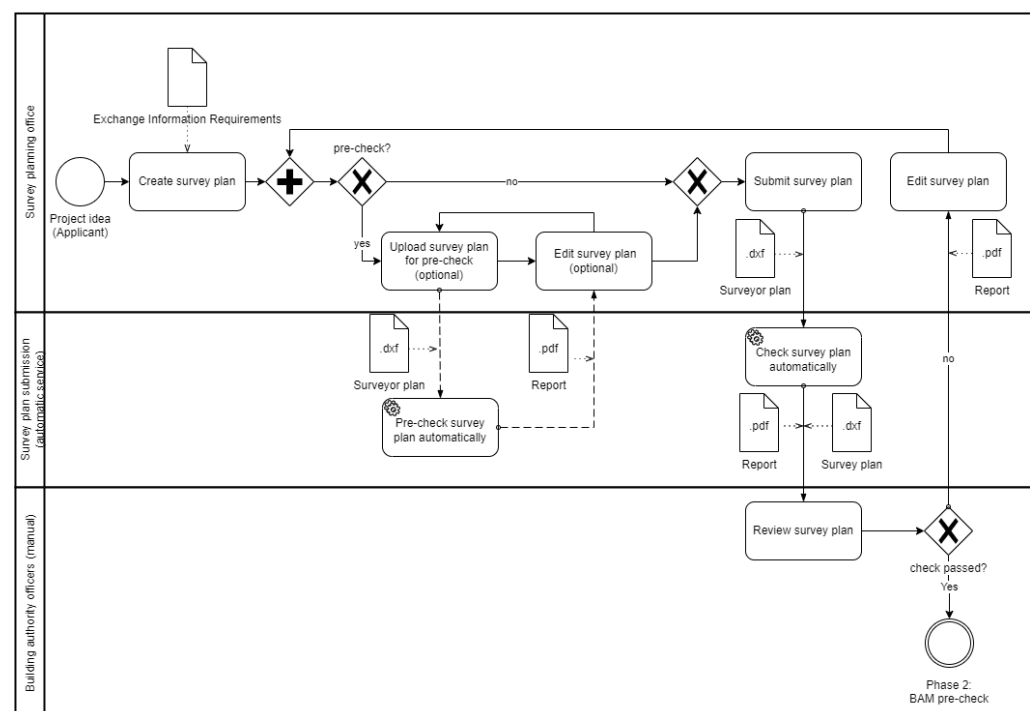 Survey planning office
Exchange Information Requirements
Project idea
(Applicant)
Create survey plan
pre-check?
no
yes
Upload survey plan
for pre-check
(optional)
Edit survey plan
(optional)
Submit survey plan
Edit survey plan
.dxf
Surveyor plan
.pdf
Report
Survey plan submission
(automatic service)
.dxf
Surveyor plan
.pdf
Report
Pre-check survey
plan automatically
Check survey plan
automatically
no
.pdf
Report
.dxf
Survey plan
Building authority officers (manual)
Review survey plan
check passed?
Yes
Phase 2:
BAM pre-check